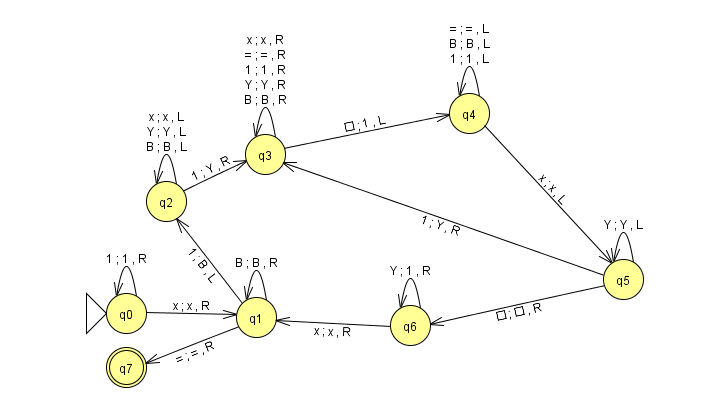 = ; = , L
B ; B , L
1 ; 1 , L
x ; x , R
= ; = , R
1 ; 1 , R
Y ; Y , R
B ; B , R
q4
x ; x , L
Y ; Y , L
B ; B , L
□ ; 1 , L
q3
1 ; Y , R
x ; x , L
q2
1 ; Y , R
Y ; Y , L
1 ; 1 , R
1 ; B , L
B ; B , R
Y ; 1 , R
q5
x ; x , R
q0
q1
q6
□ ; □ , R
x ; x , R
= ; = , R
q7